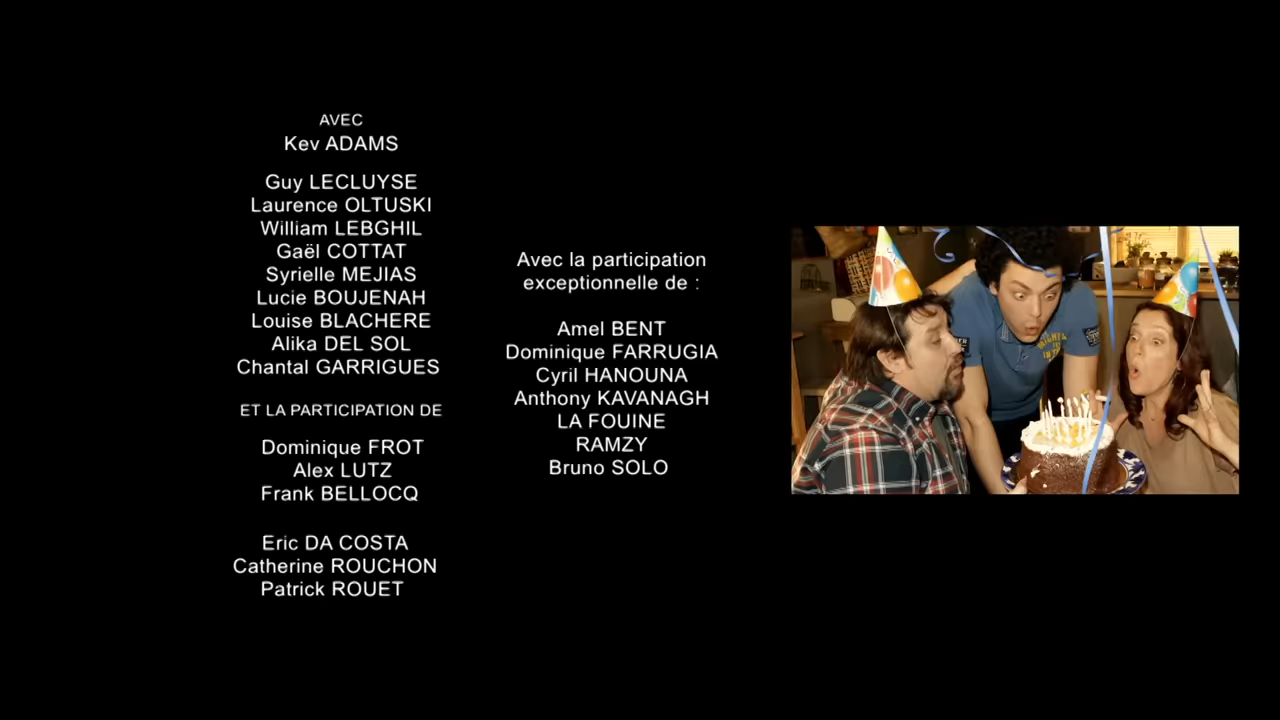 AVEC
Kev ADAMS
Guy LECLUYSE
Laurence OLTUSKI
William LEBGHIL
Gaël COTTAT
Syrielle MEJIAS
Lucie BOUJENAH
Louise BLACHERE
Alika DEL SOL
Chantal GARRIGUES
ET LA PARTICIPATION DE
Dominique FROT
Alex LUTZ
Frank BELLOCQ
Eric DA COSTA
Catherine ROUCHON
Patrick ROUET
Avec la participation
exceptionnelle de :
Amel BENT
Dominique FARRUGIA
Cyril HANOUNA
Anthony KAVANAGH
LA FOUINE
RAMZY
Bruno SOLO